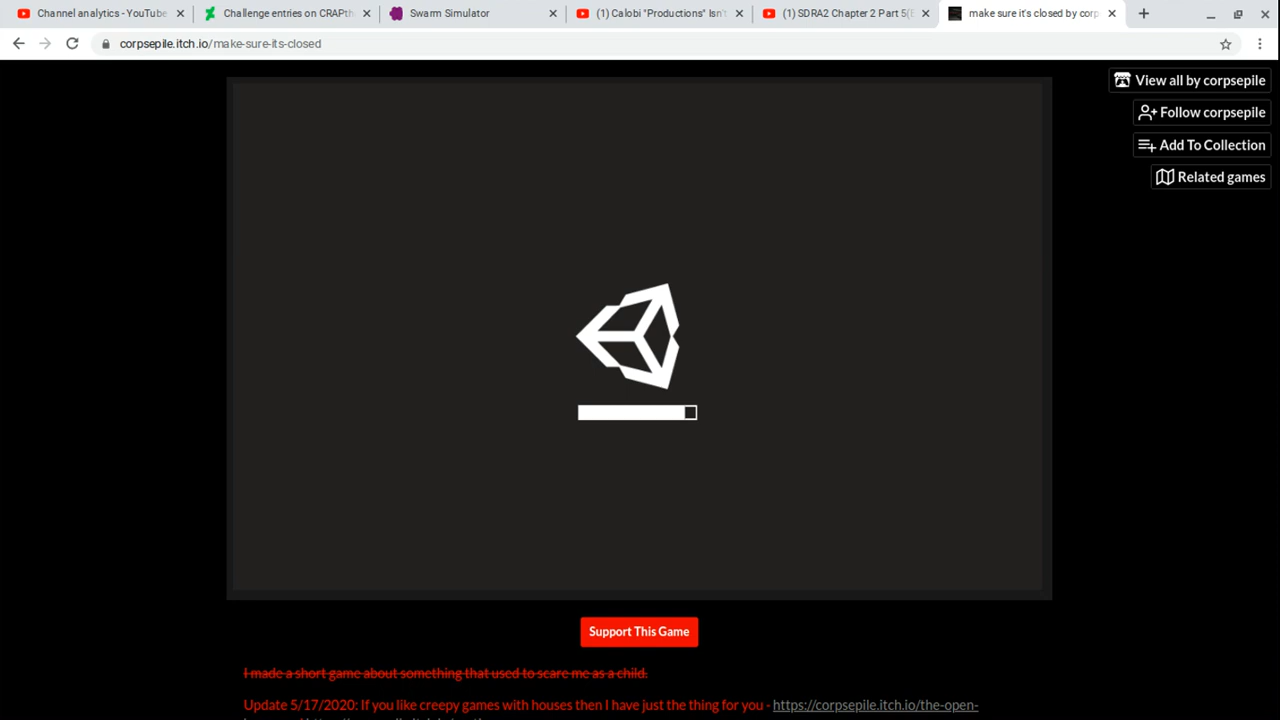 Channel analytics - YouTube
Challenge entries on CRAPth
Swarm Simulator
(1) Calobi "Productions" Isn't
(1) SDRA2 Chapter 2 Part 5(
make sure it's closed by corp
corpsepile.itch.io/make-sure-its-closed
View all by corpsepile
Follow corpsepile
Add To Collection
Related games
Support This Game
I made a short game about something that used to scare me as a child.
Update 5/17/2020: If you like creepy games with houses then I have just the thing for you - https://corpsepile.itch.io/the-open-